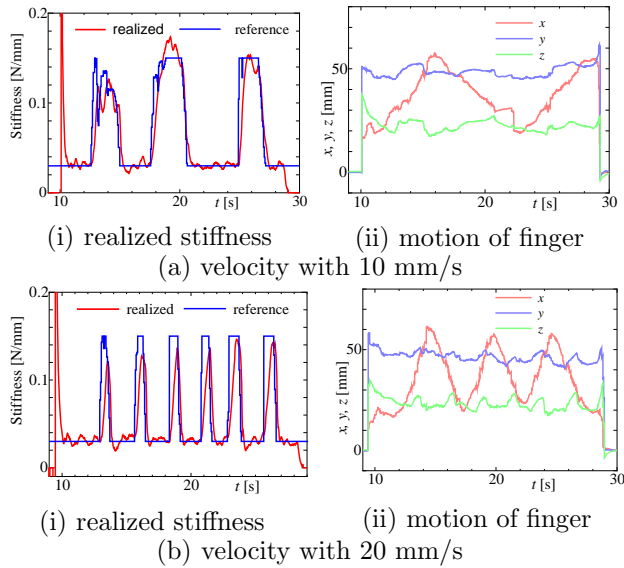 0.2
realized
reference
Stiffness [N/mm]
0.1
0
10
20
30
t [s]
x
y
z
x, y, z [mm]
50
0
10
20
30
t [s]
(i) realized stiffness
(ii) motion of finger
(a) velocity with 10 mm/s
0.2
realized
reference
Stiffness [N/mm]
0.1
0
10
20
t [s]
x
y
z
x, y, z [mm]
50
0
10
20
30
t [s]
(i) realized stiffness
(ii) motion of finger
(b) velocity with 20 mm/s